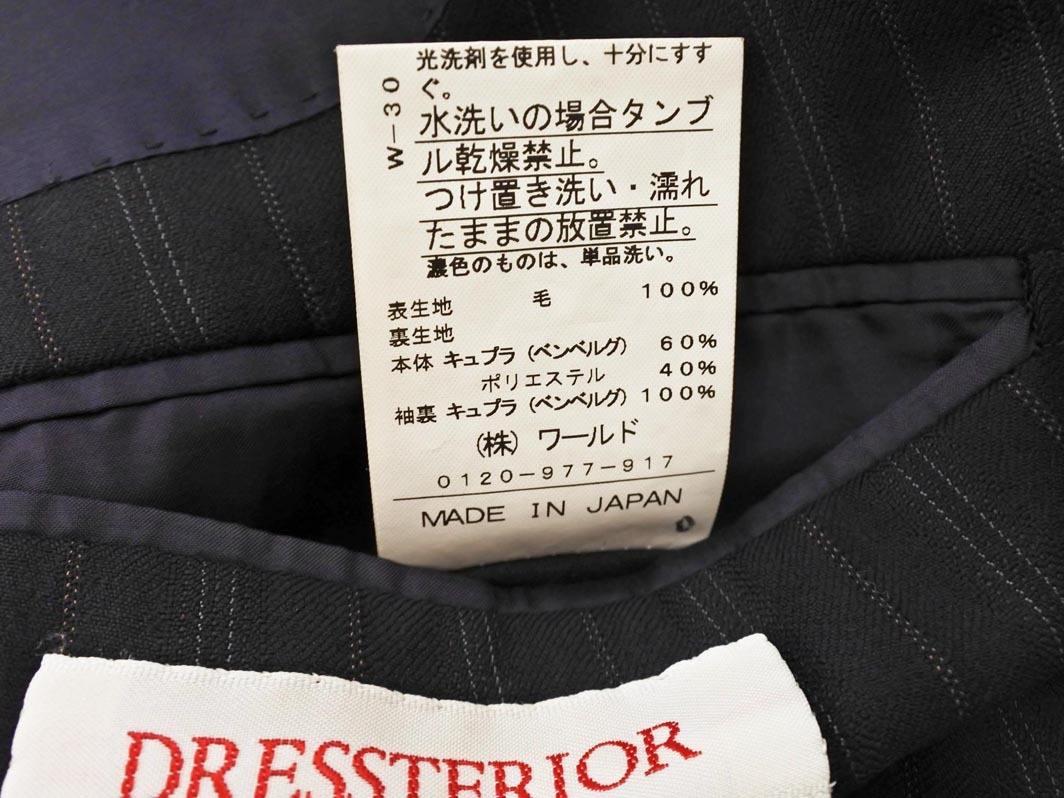 W-30
光洗剤を使用し、十分にすす
ぐ。
水洗いの場合タンブ
ル乾燥禁止。
つけ置き洗い・濡れ
たままの放置禁止。
濃色のものは、単品洗い。
表生地 毛 100%
裏生地
本体 キュプラ (ベンベルグ) 60%
ポリエステル 40%
袖裏 キュプラ (ベンベルグ) 100%
(株) ワールド
0120-977-917
MADE IN JAPAN
DRESSTERIOR